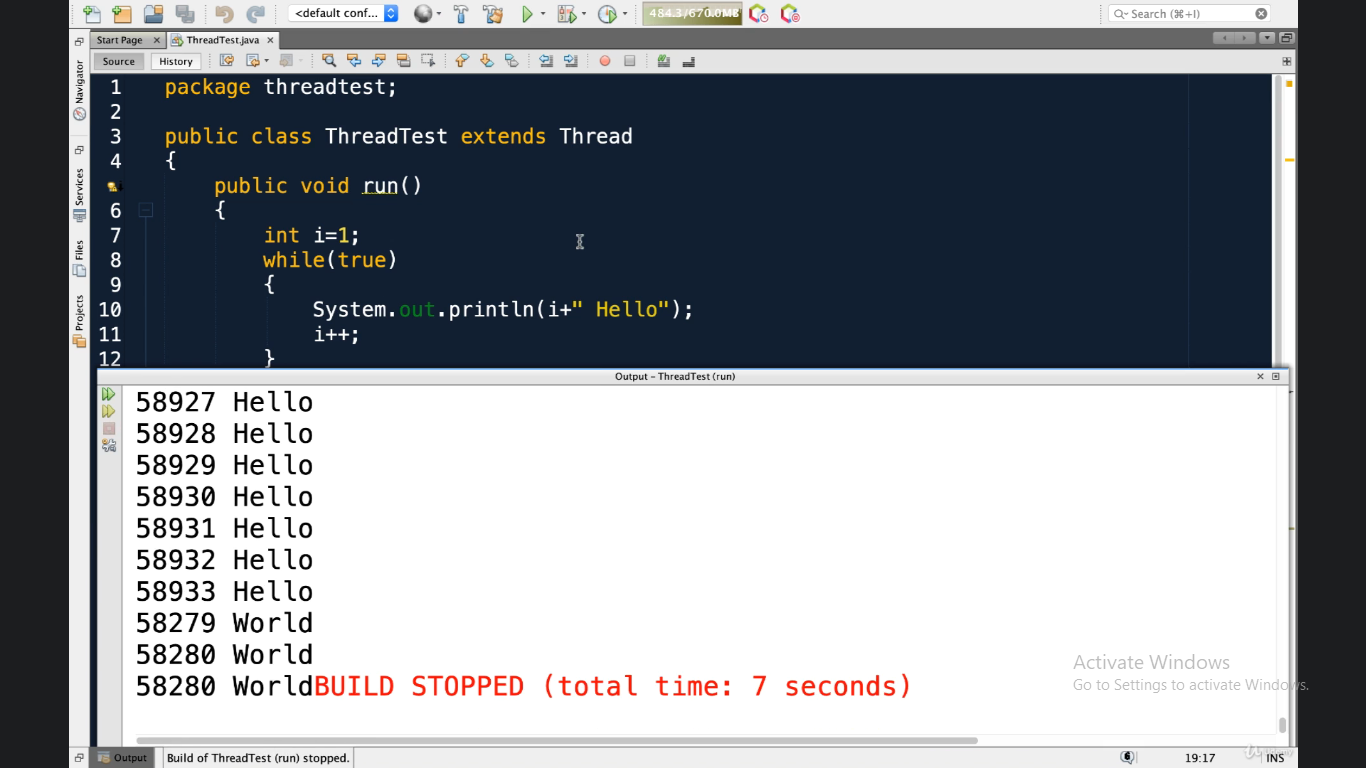 <default conf...
484.3/670.0MB
Search (⌘+I)
Start Page
ThreadTest.java
Source
History
Navigator
Services
Files
Projects
1 package threadtest;
2
3 public class ThreadTest extends Thread
4 {
public void run()
6 {
7 int i=1;
8 while(true)
9 {
10 System.out.println(i+" Hello");
11 i++;
12 }
Output - ThreadTest (run)
58927 Hello
58928 Hello
58929 Hello
58930 Hello
58931 Hello
58932 Hello
58933 Hello
58279 World
58280 World
58280 WorldBUILD STOPPED (total time: 7 seconds)
Activate Windows
Go to Settings to activate Windows.
Output
Build of ThreadTest (run) stopped.
6
19:17
INS